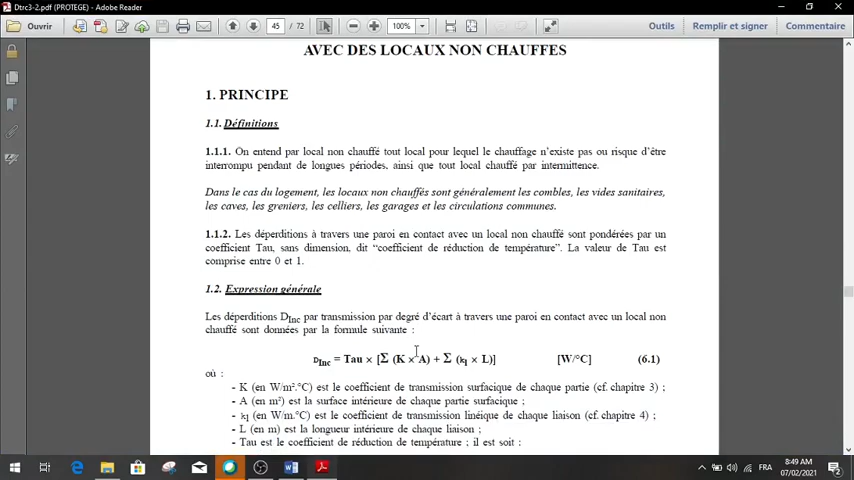 Dtrc3-2.pdf (PROTEGE) - Adobe Reader
Ouvrir
45 / 72
100%
Outils
Remplir et signer
Commentaire
AVEC DES LOCAUX NON CHAUFFES
1. PRINCIPE
1.1. Définitions
1.1.1. On entend par local non chauffé tout local pour lequel le chauffage n'existe pas ou risque d'être
interrompu pendant de longues périodes, ainsi que tout local chauffé par intermittence.
Dans le cas du logement, les locaux non chauffés sont généralement les combles, les vides sanitaires,
les caves, les greniers, les celliers, les garages et les circulations communes.
1.1.2. Les déperditions à travers une paroi en contact avec un local non chauffé sont pondérées par un
coefficient Tau, sans dimension, dit "coefficient de réduction de température". La valeur de Tau est
comprise entre 0 et 1.
1.2. Expression générale
Les déperditions Dlnc par transmission par degré d'écart à travers une paroi en contact avec un local non
chauffé sont données par la formule suivante :
Dlnc = Tau × [Σ (K × A) + Σ (kl × L)] [W/°C] (6.1)
où :
- K (en W/m².°C) est le coefficient de transmission surfacique de chaque partie (cf. chapitre 3) ;
- A (en m²) est la surface intérieure de chaque partie surfacique ;
- kl (en W/m.°C) est le coefficient de transmission linéique de chaque liaison (cf. chapitre 4) ;
- L (en m) est la longueur intérieure de chaque liaison ;
- Tau est le coefficient de réduction de température ; il est soit :
FRA
8:49 AM
07/02/2021